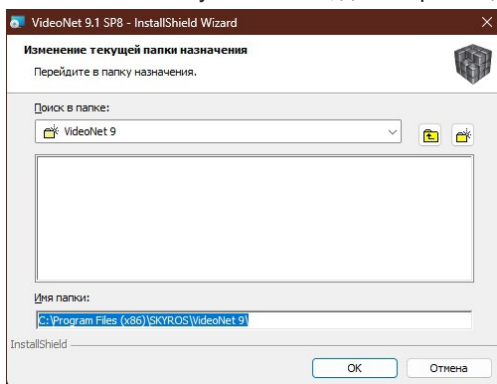 VideoNet 9.1 SP8 - InstallShield Wizard
Изменение текущей папки назначения
Перейдите в папку назначения.
Поиск в папке:
VideoNet 9
Имя папки:
C:\Program Files (x86)\SKYROS\VideoNet 9\
InstallShield
OK
Отмена